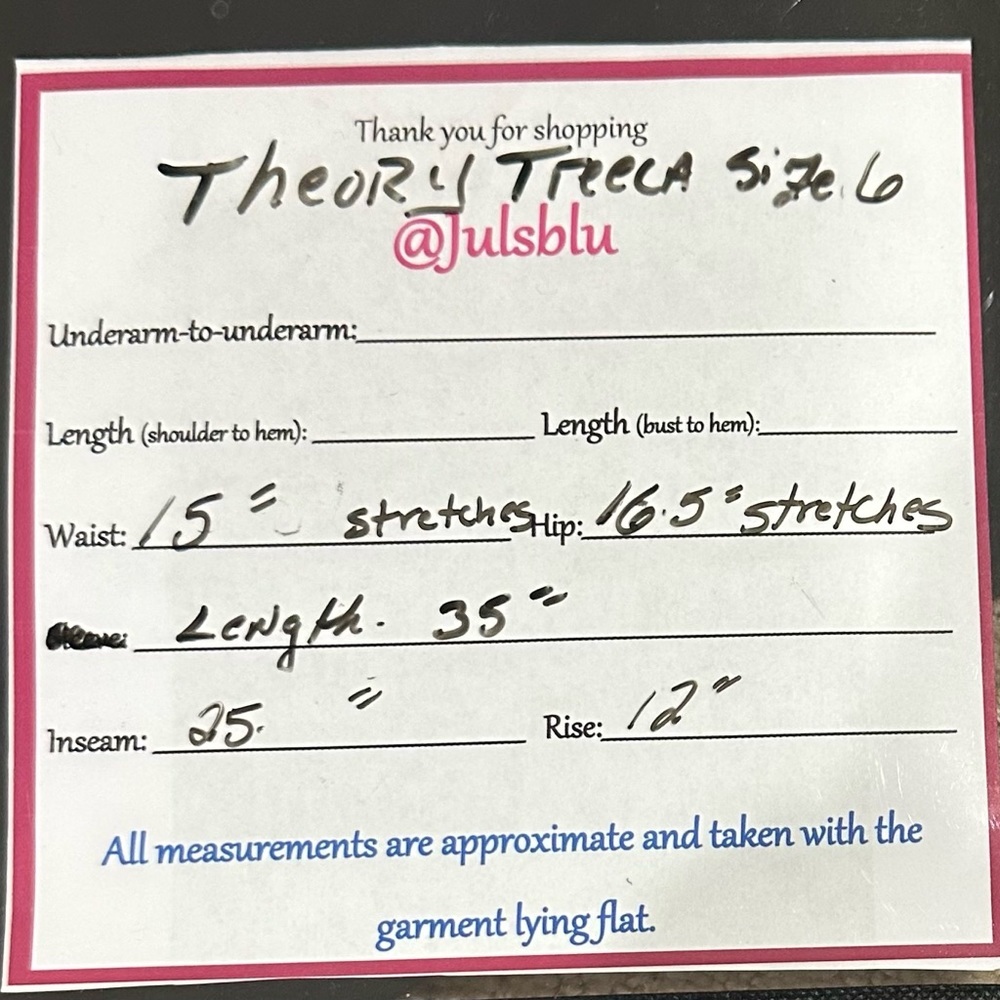 Thank you for shopping
Theory Treeca Size 6
@Julsblu
Underarm-to-underarm:
Length (shoulder to hem): Length (bust to hem):
Waist: 15" stretches Hip: 16.5" stretches
Length. 35"
Inseam: 25. " Rise: 12"
All measurements are approximate and taken with the
garment lying flat.